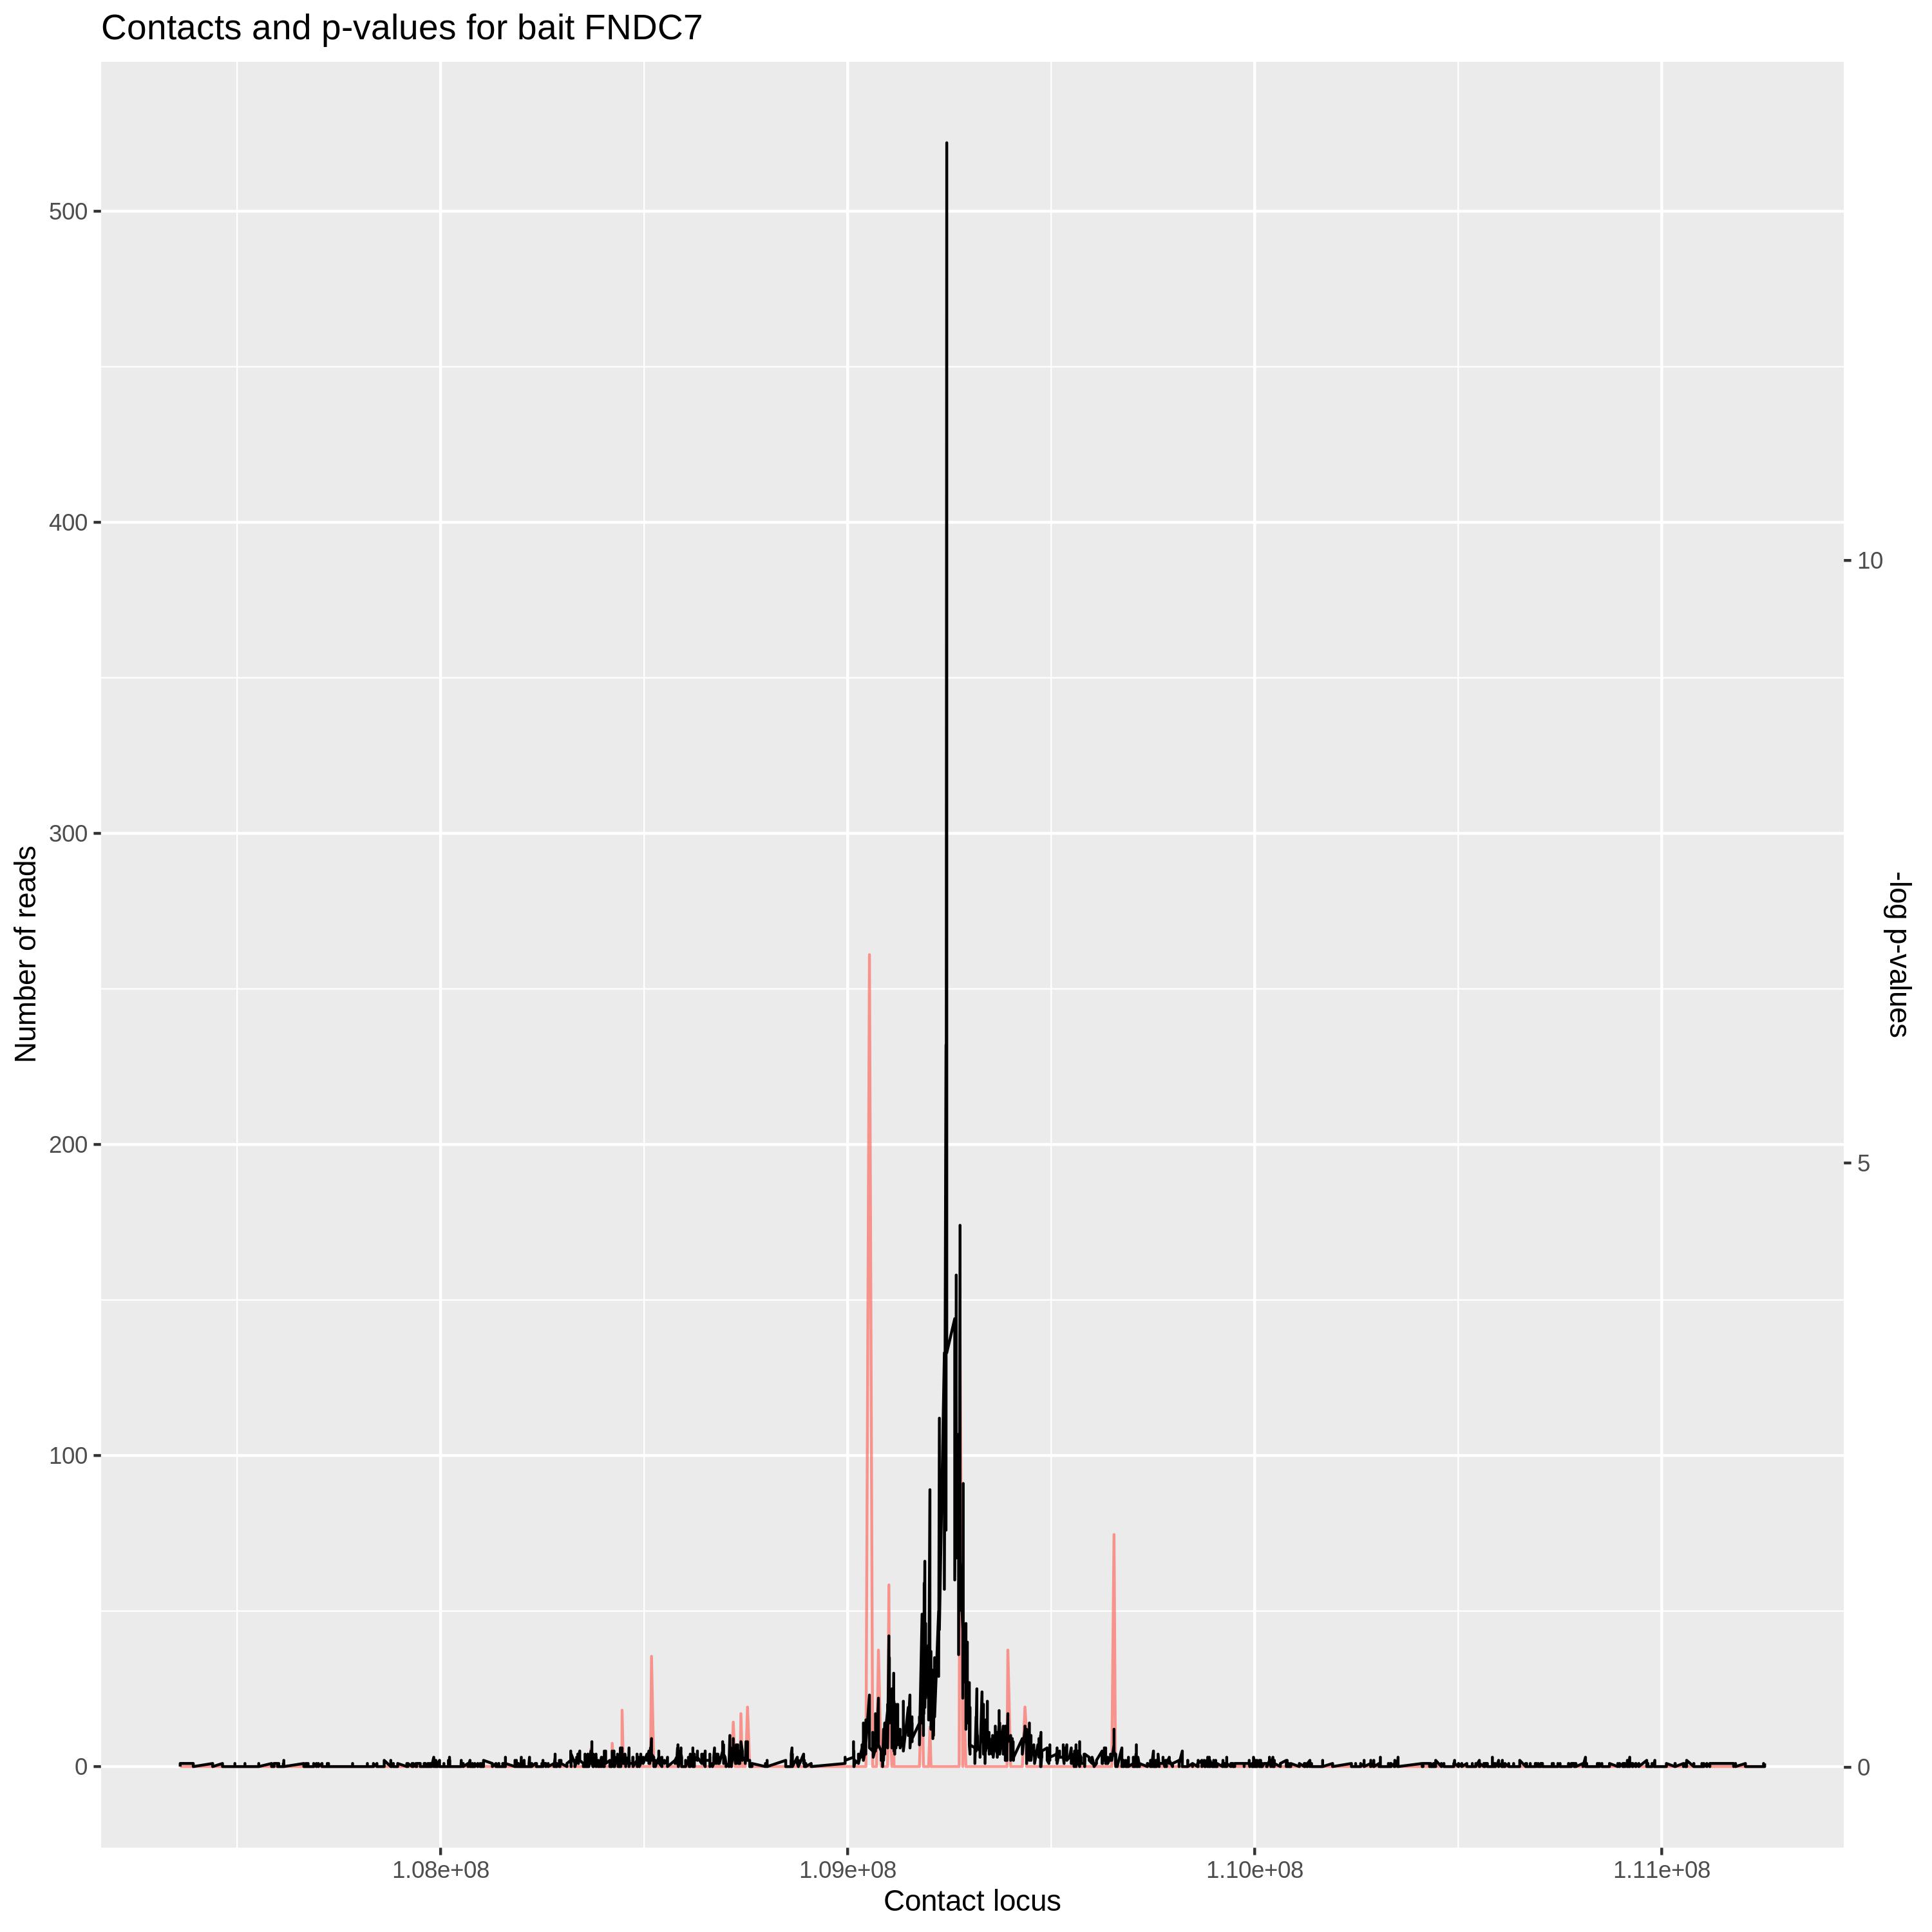 Contacts and p-values for bait FNDC7
Number of reads
500
400
300
200
100
0
10
5
0
-log p-values
1.08e+08
1.09e+08
1.10e+08
1.11e+08
Contact locus